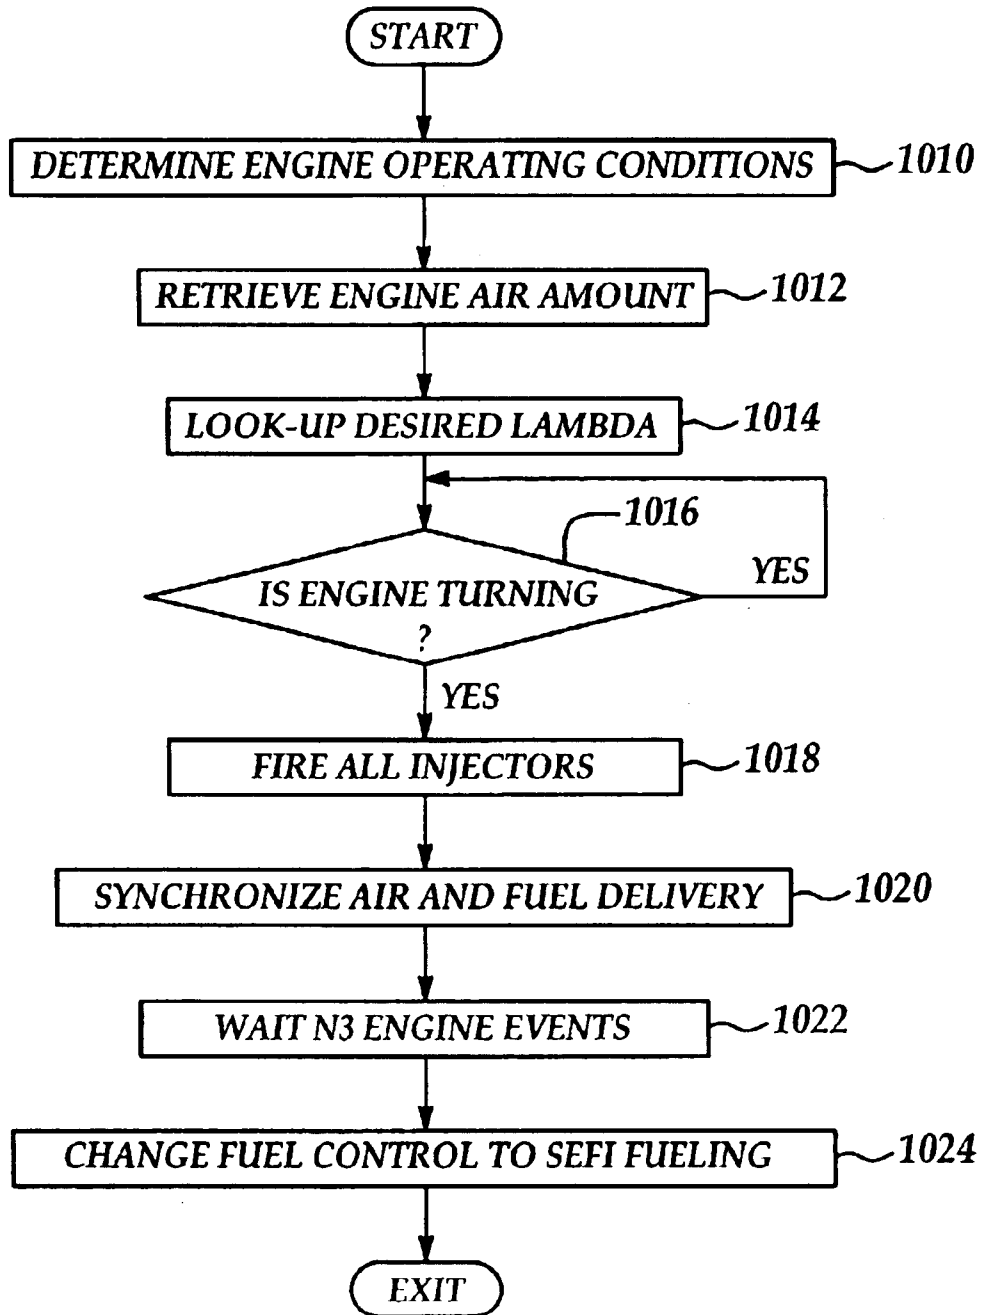 START
DETERMINE ENGINE OPERATING CONDITIONS
1010
RETRIEVE ENGINE AIR AMOUNT
1012
LOOK-UP DESIRED LAMBDA
1014
1016
IS ENGINE TURNING
?
YES
YES
FIRE ALL INJECTORS
1018
SYNCHRONIZE AIR AND FUEL DELIVERY
1020
WAIT N3 ENGINE EVENTS
1022
CHANGE FUEL CONTROL TO SEFI FUELING
1024
EXIT